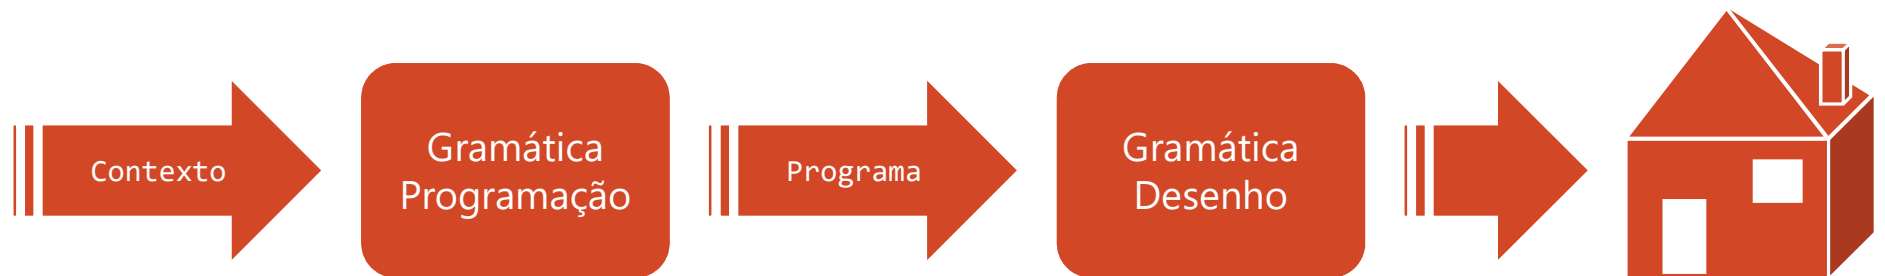 Contexto
Gramática
Programação
Programa
Gramática
Desenho